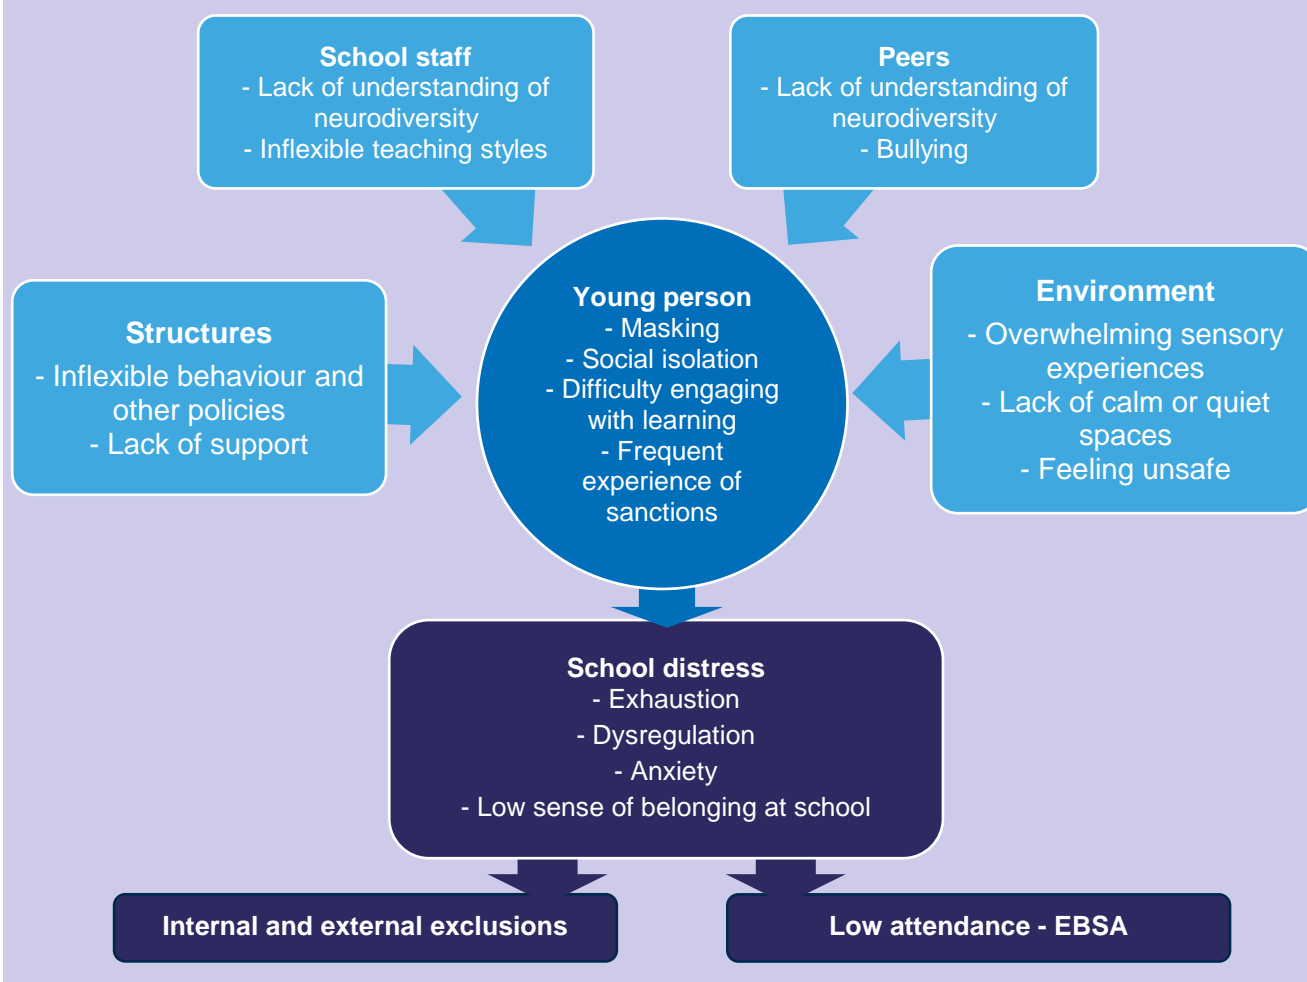 School staff
- Lack of understanding of
neurodiversity
- Inflexible teaching styles
Peers
- Lack of understanding of
neurodiversity
- Bullying
Structures
- Inflexible behaviour and
other policies
- Lack of support
Young person
- Masking
- Social isolation
- Difficulty engaging
with learning
- Frequent
experience of
sanctions
Environment
- Overwhelming sensory
experiences
- Lack of calm or quiet
spaces
- Feeling unsafe
School distress
- Exhaustion
- Dysregulation
- Anxiety
- Low sense of belonging at school
Internal and external exclusions
Low attendance - EBSA